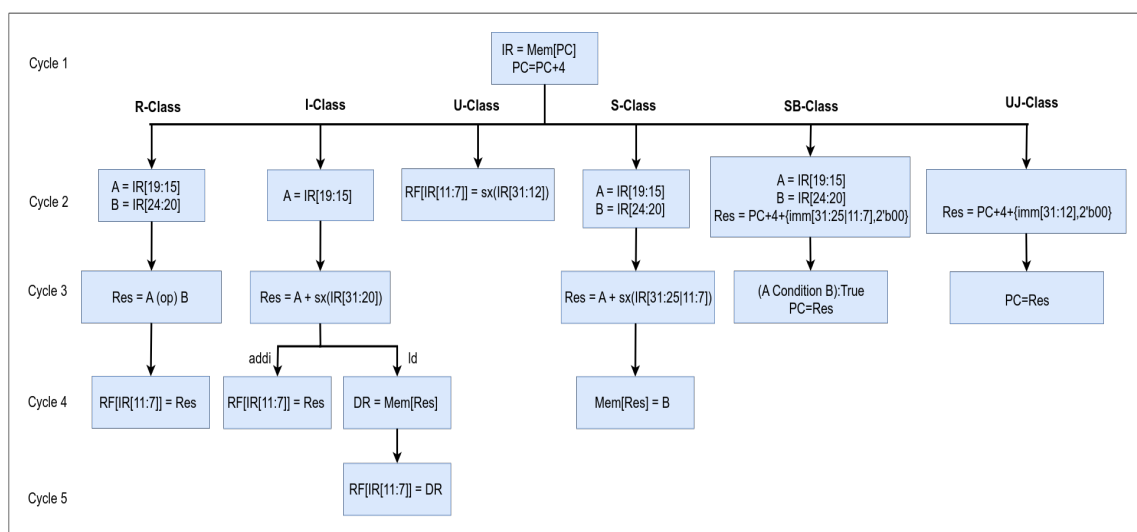 Cycle 1
IR = Mem[PC]
PC=PC+4
R-Class
I-Class
U-Class
S-Class
SB-Class
UJ-Class
Cycle 2
A = IR[19:15]
B = IR[24:20]
A = IR[19:15]
RF[IR[11:7]] = sx(IR[31:12])
A = IR[19:15]
B = IR[24:20]
A = IR[19:15]
B = IR[24:20]
Res = PC+4+{imm[31:25|11:7],2'b00}
Res = PC+4+{imm[31:12],2'b00}
Cycle 3
Res = A (op) B
Res = A + sx(IR[31:20])
Res = A + sx(IR[31:25|11:7])
(A Condition B):True
PC=Res
PC=Res
addi
ld
Cycle 4
RF[IR[11:7]] = Res
RF[IR[11:7]] = Res
DR = Mem[Res]
Mem[Res] = B
Cycle 5
RF[IR[11:7]] = DR